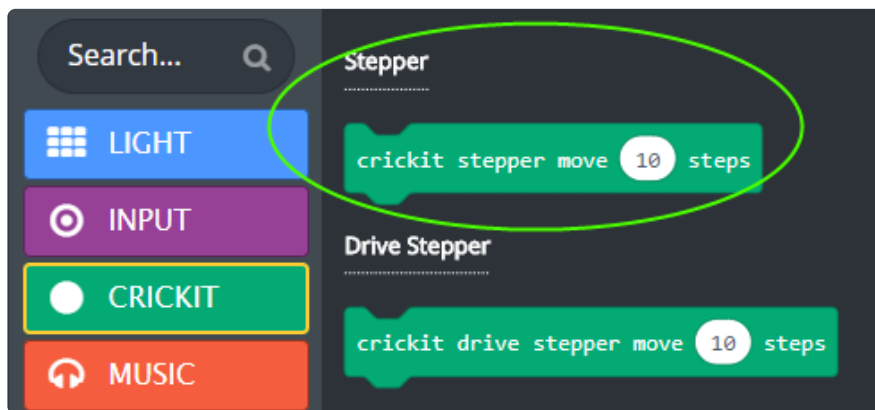 Search...
LIGHT
INPUT
CRICKIT
MUSIC
Stepper
crickit stepper move 10 steps
Drive Stepper
crickit drive stepper move 10 steps